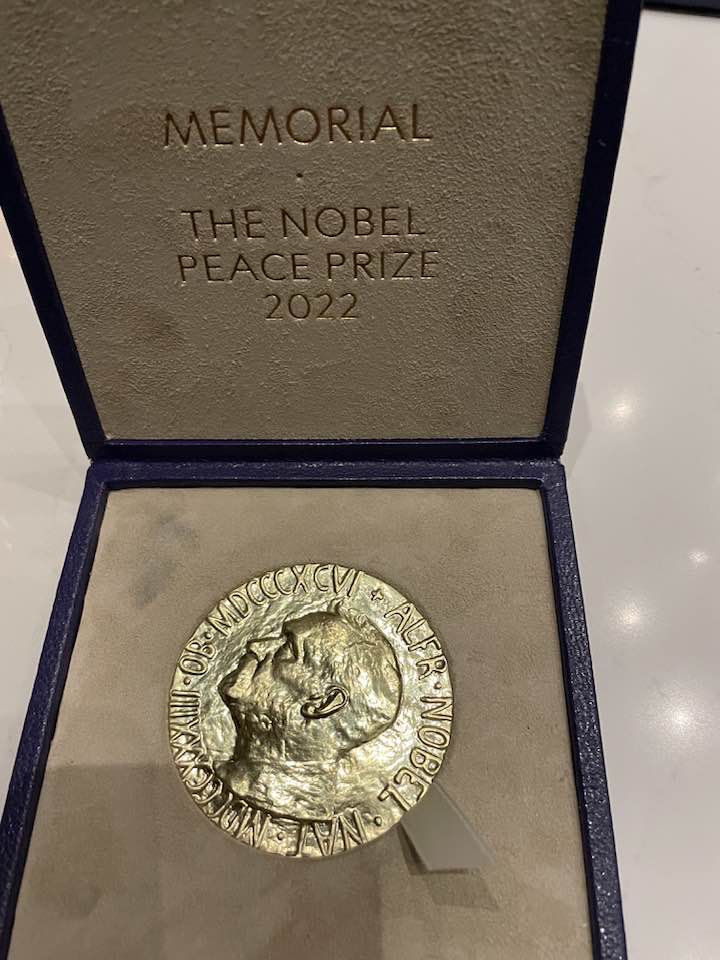 MEMORIAL
·
THE NOBEL
PEACE PRIZE
2022
ALFR · NOBEL · NAT · MDCCCXXXIII · OB · MDCCCXCVI +